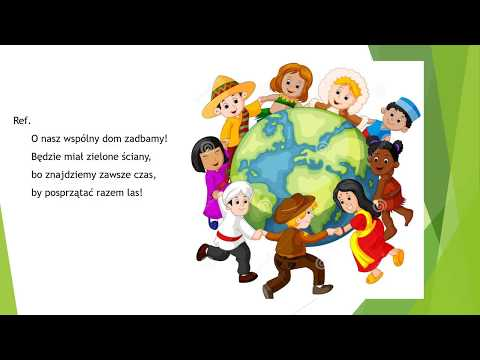 Ref.
O nasz wspólny dom zadbamy!
Będzie miał zielone ściany,
bo znajdziemy zawsze czas,
by posprzątać razem las!